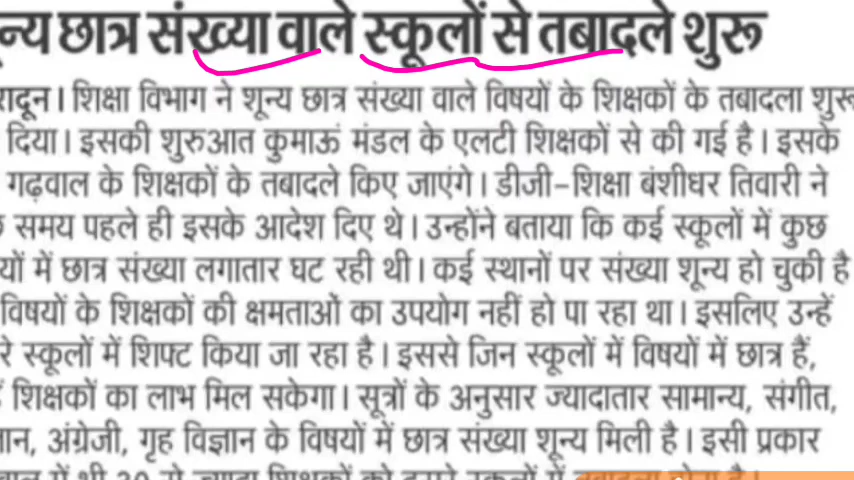 न्य छात्र संख्या वाले स्कूलों से तबादले शुरू
रादून। शिक्षा विभाग ने शून्य छात्र संख्या वाले विषयों के शिक्षकों के तबादला शुरू
दिया। इसकी शुरुआत कुमाऊं मंडल के एलटी शिक्षकों से की गई है। इसके
गढ़वाल के शिक्षकों के तबादले किए जाएंगे। डीजी-शिक्षा बंशीधर तिवारी ने
समय पहले ही इसके आदेश दिए थे। उन्होंने बताया कि कई स्कूलों में कुछ
यों में छात्र संख्या लगातार घट रही थी। कई स्थानों पर संख्या शून्य हो चुकी है
विषयों के शिक्षकों की क्षमताओं का उपयोग नहीं हो पा रहा था। इसलिए उन्हें
रे स्कूलों में शिफ्ट किया जा रहा है। इससे जिन स्कूलों में विषयों में छात्र हैं,
शिक्षकों का लाभ मिल सकेगा। सूत्रों के अनुसार ज्यादातार सामान्य, संगीत,
ान, अंग्रेजी, गृह विज्ञान के विषयों में छात्र संख्या शून्य मिली है। इसी प्रकार